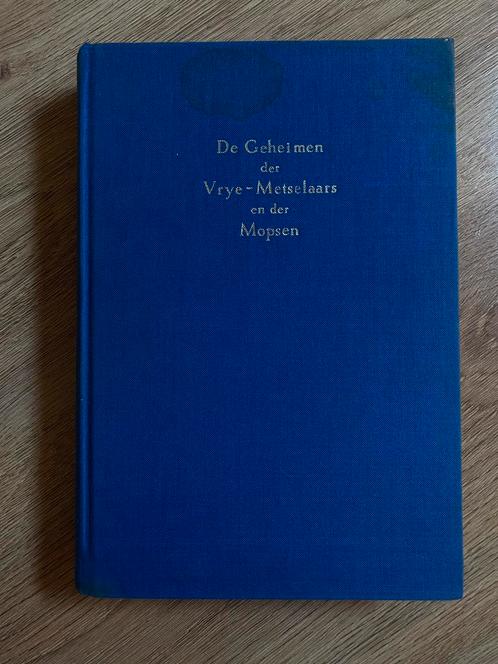 De Geheimen
der
Vrye-Metselaars
en der
Mopsen